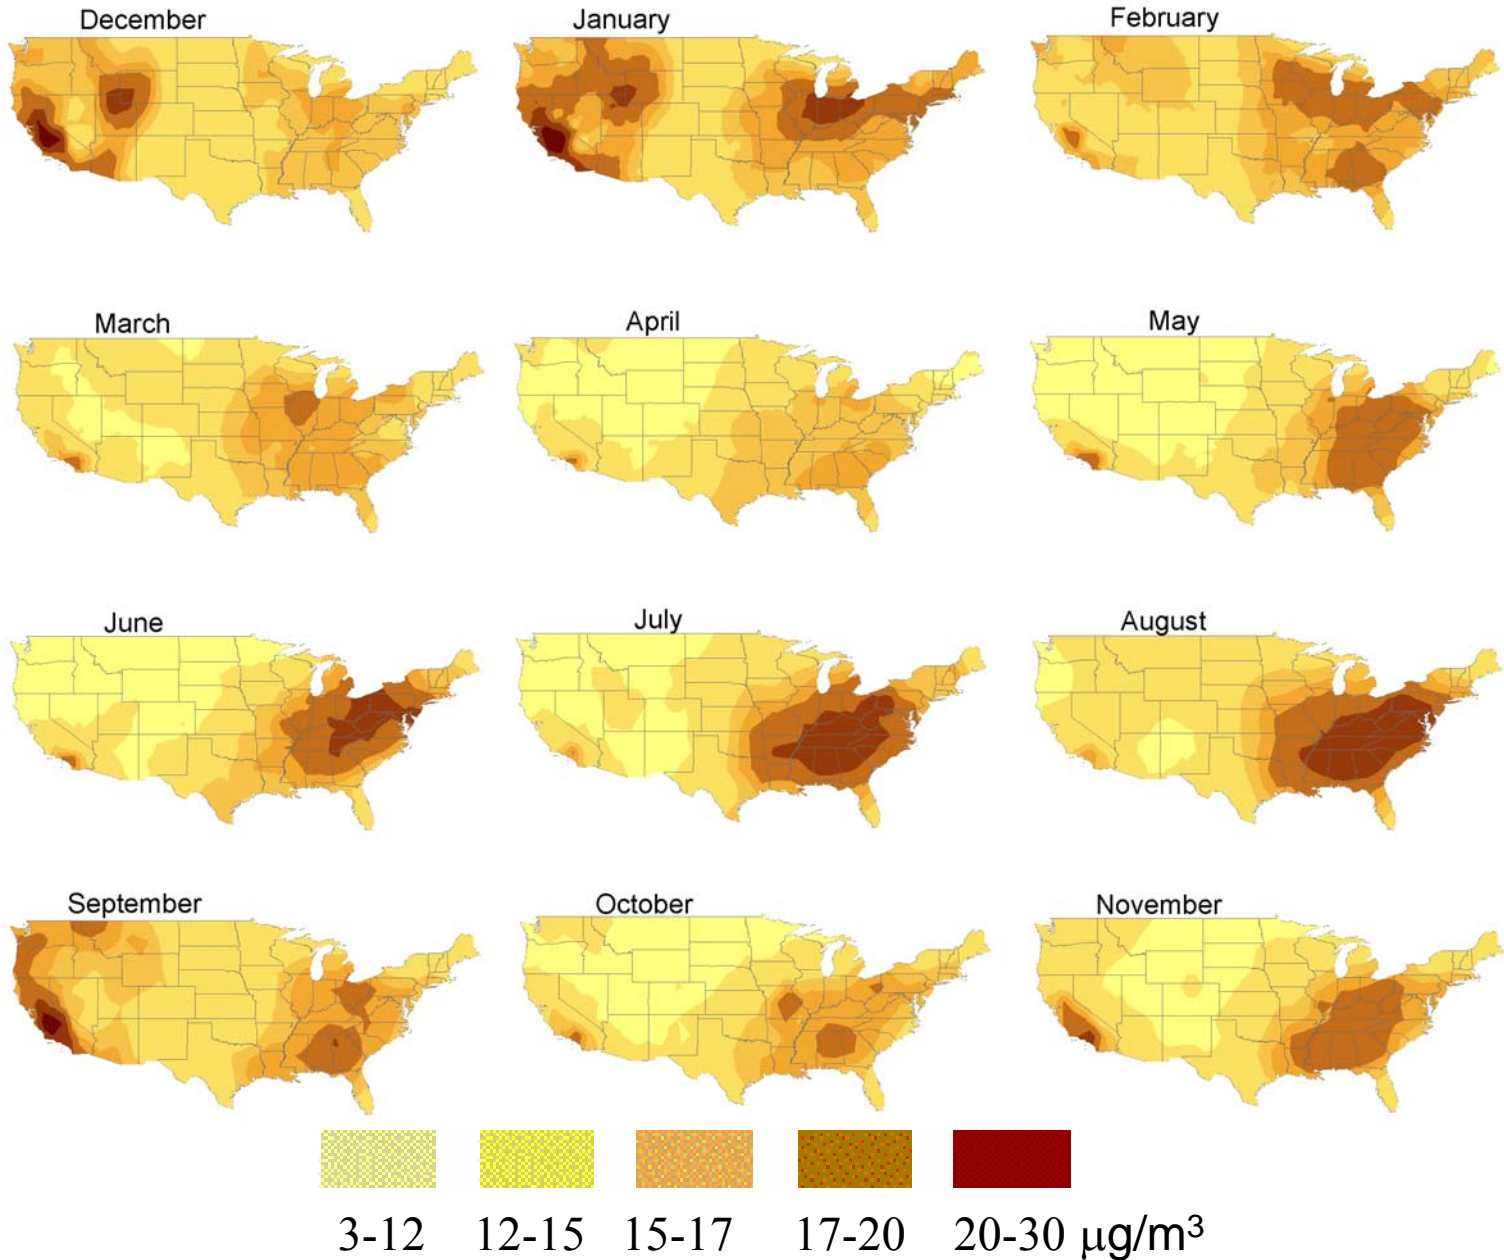 December January February
March April May
June July August
September October November
3-12 12-15 15-17 17-20 20-30 μg/m³